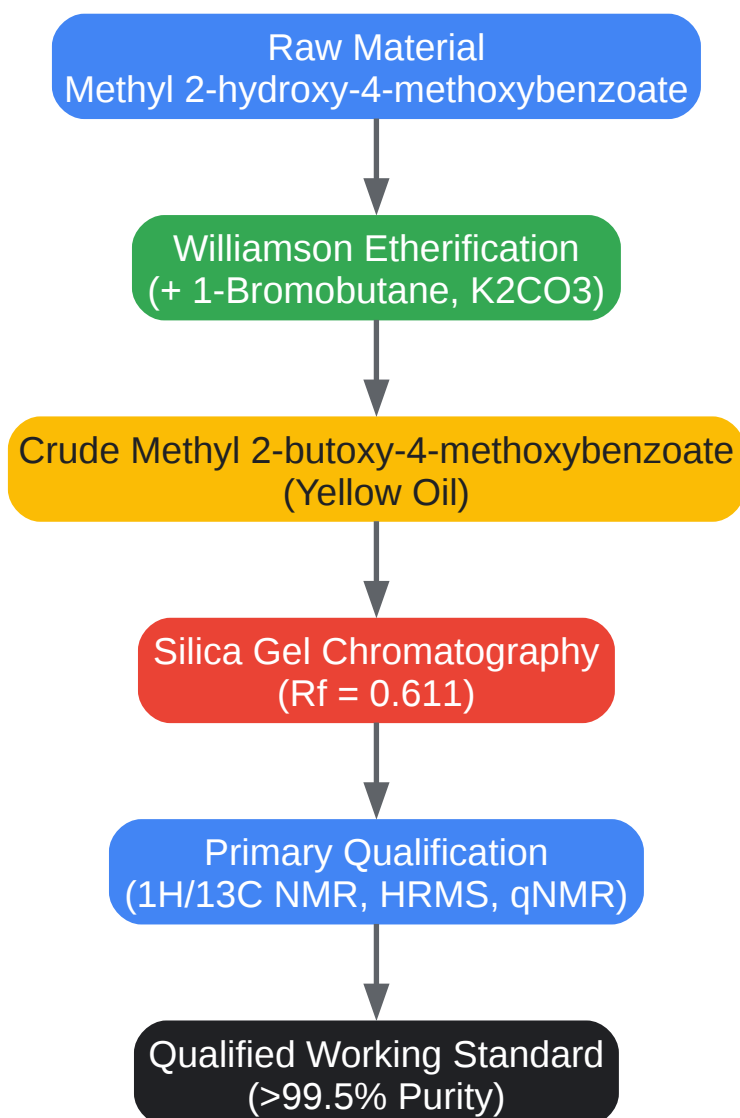 Raw Material
Methyl 2-hydroxy-4-methoxybenzoate
Williamson Etherification
(+ 1-Bromobutane, K2CO3)
Crude Methyl 2-butoxy-4-methoxybenzoate
(Yellow Oil)
Silica Gel Chromatography
(Rf = 0.611)
Primary Qualification
(1H/13C NMR, HRMS, qNMR)
Qualified Working Standard
(>99.5% Purity)